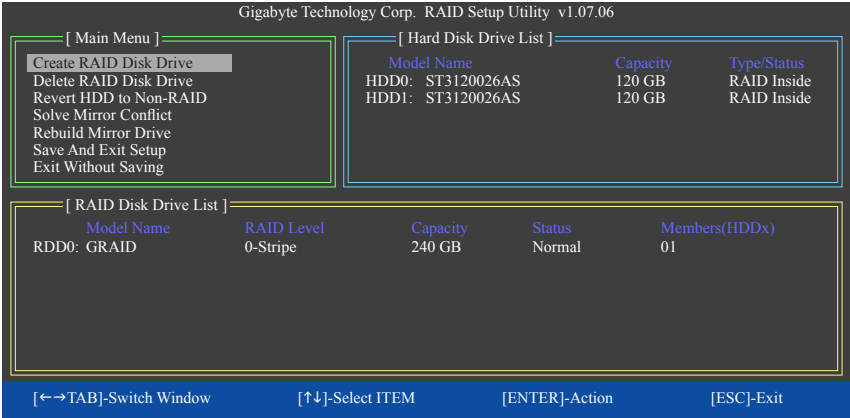 Gigabyte Technology Corp. RAID Setup Utility v1.07.06
[ Main Menu ]
Create RAID Disk Drive
Delete RAID Disk Drive
Revert HDD to Non-RAID
Solve Mirror Conflict
Rebuild Mirror Drive
Save And Exit Setup
Exit Without Saving
[ Hard Disk Drive List ]
Model Name Capacity Type/Status
HDD0: ST3120026AS 120 GB RAID Inside
HDD1: ST3120026AS 120 GB RAID Inside
[ RAID Disk Drive List ]
Model Name RAID Level Capacity Status Members(HDDx)
RDD0: GRAID 0-Stripe 240 GB Normal 01
[←→TAB]-Switch Window [↑↓]-Select ITEM [ENTER]-Action [ESC]-Exit